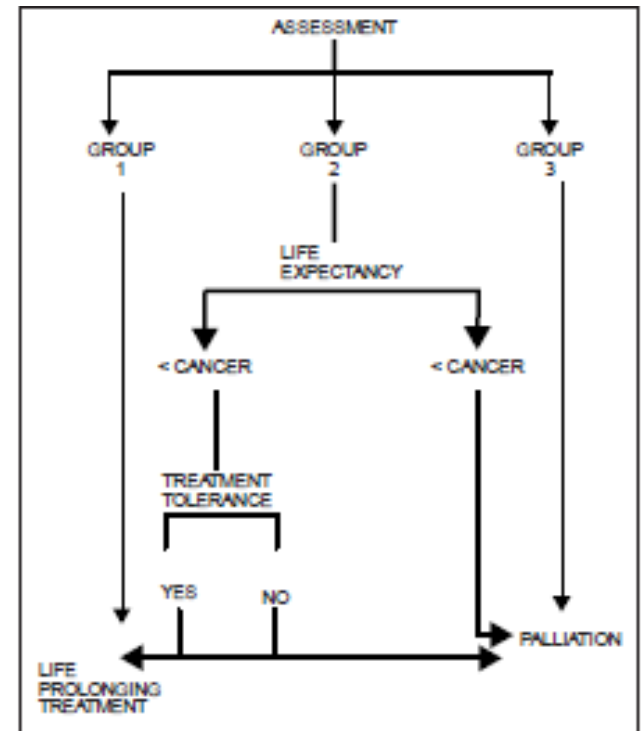 ASSESSMENT
GROUP
1
GROUP
2
GROUP
3
LIFE
EXPECTANCY
< CANCER
< CANCER
TREATMENT
TOLERANCE
YES
NO
PALLIATION
LIFE
PROLONGING
TREATMENT